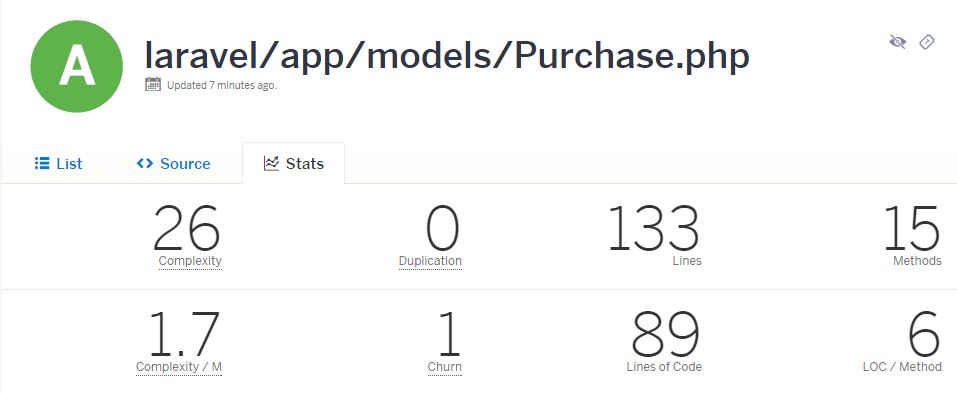 A
laravel/app/models/Purchase.php
Updated 7 minutes ago.
List Source Stats
26 0 133 15
Complexity Duplication Lines Methods
1.7 1 89 6
Complexity / M Churn Lines of Code LOC / Method